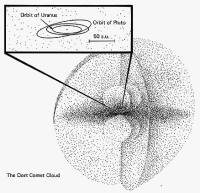 Orbit of Uranus
Orbit of Pluto
50 a.u.
The Oort Comet Cloud